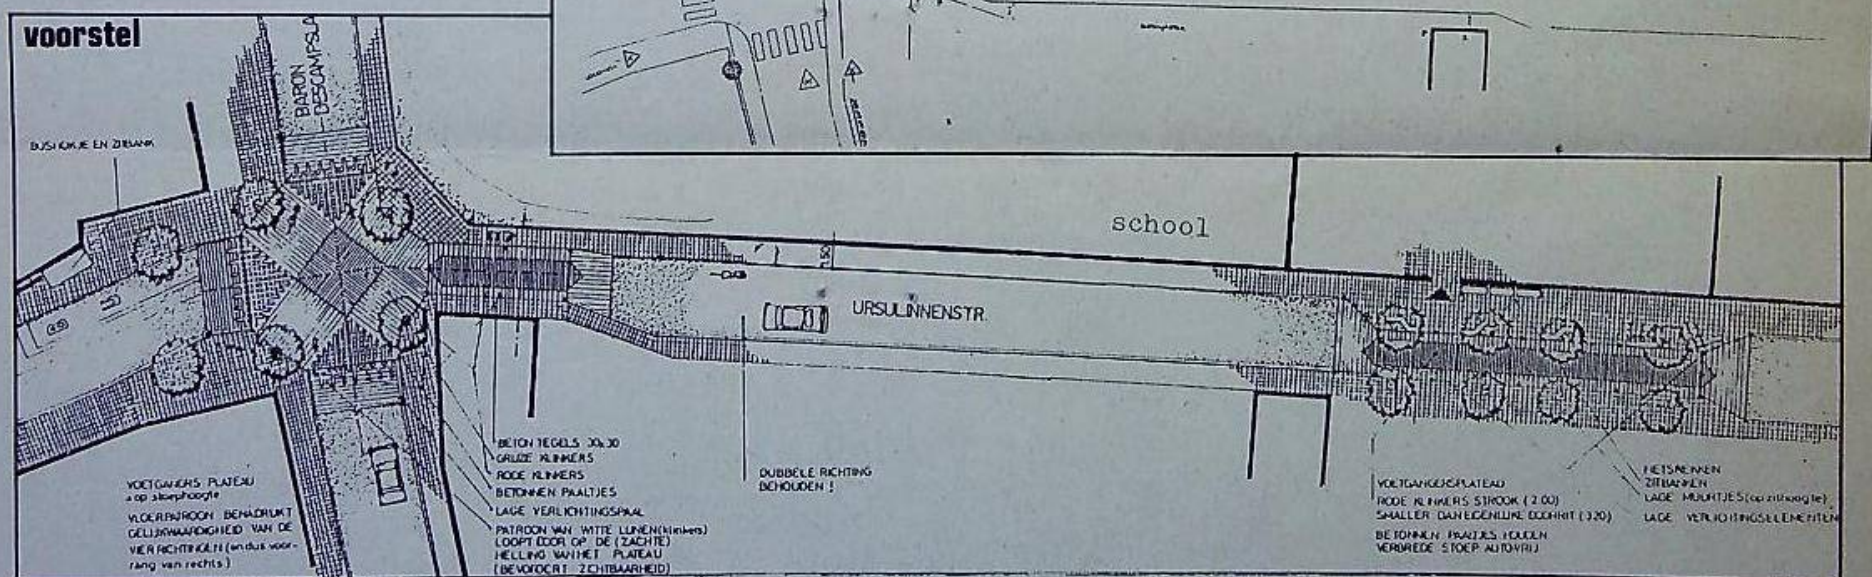 voorstel
BARON
DESCAMPSLA
BUSHOKJE EN ZITBANK
school
1.50
URSULINNENSTR.
VOETGANGERS PLATEAU
op stoephoogte
VLOERPATROON BENADRUKT
GELIJKWAARDIGHEID VAN DE
VIER RICHTINGEN (en dus voor-
rang van rechts)
BETON TEGELS 30x30
GRIJZE KLINKERS
RODE KLINKERS
BETONNEN PAALTJES
LAGE VERLICHTINGSPAAL
PATROON VAN WITTE LIJNEN (klinkers)
LOOPT DOOR OP DE (ZACHTE)
HELLING VAN HET PLATEAU
(BEVORDERT ZICHTBAARHEID)
DUBBELE RICHTING
BEHOUDEN !
VOETGANGERSPLATEAU
RODE KLINKERS STROOK (2.00)
SMALLER DAN EIGENLIJKE DOORRIT (3.20)
BETONNEN PAALTJES HOUDEN
VERBREDE STOEP AUTOVRIJ
FIETSREKKEN
ZITBANKEN
LAGE MUURTJES (op zithoogte)
LAGE VERLICHTINGSELEMENTEN